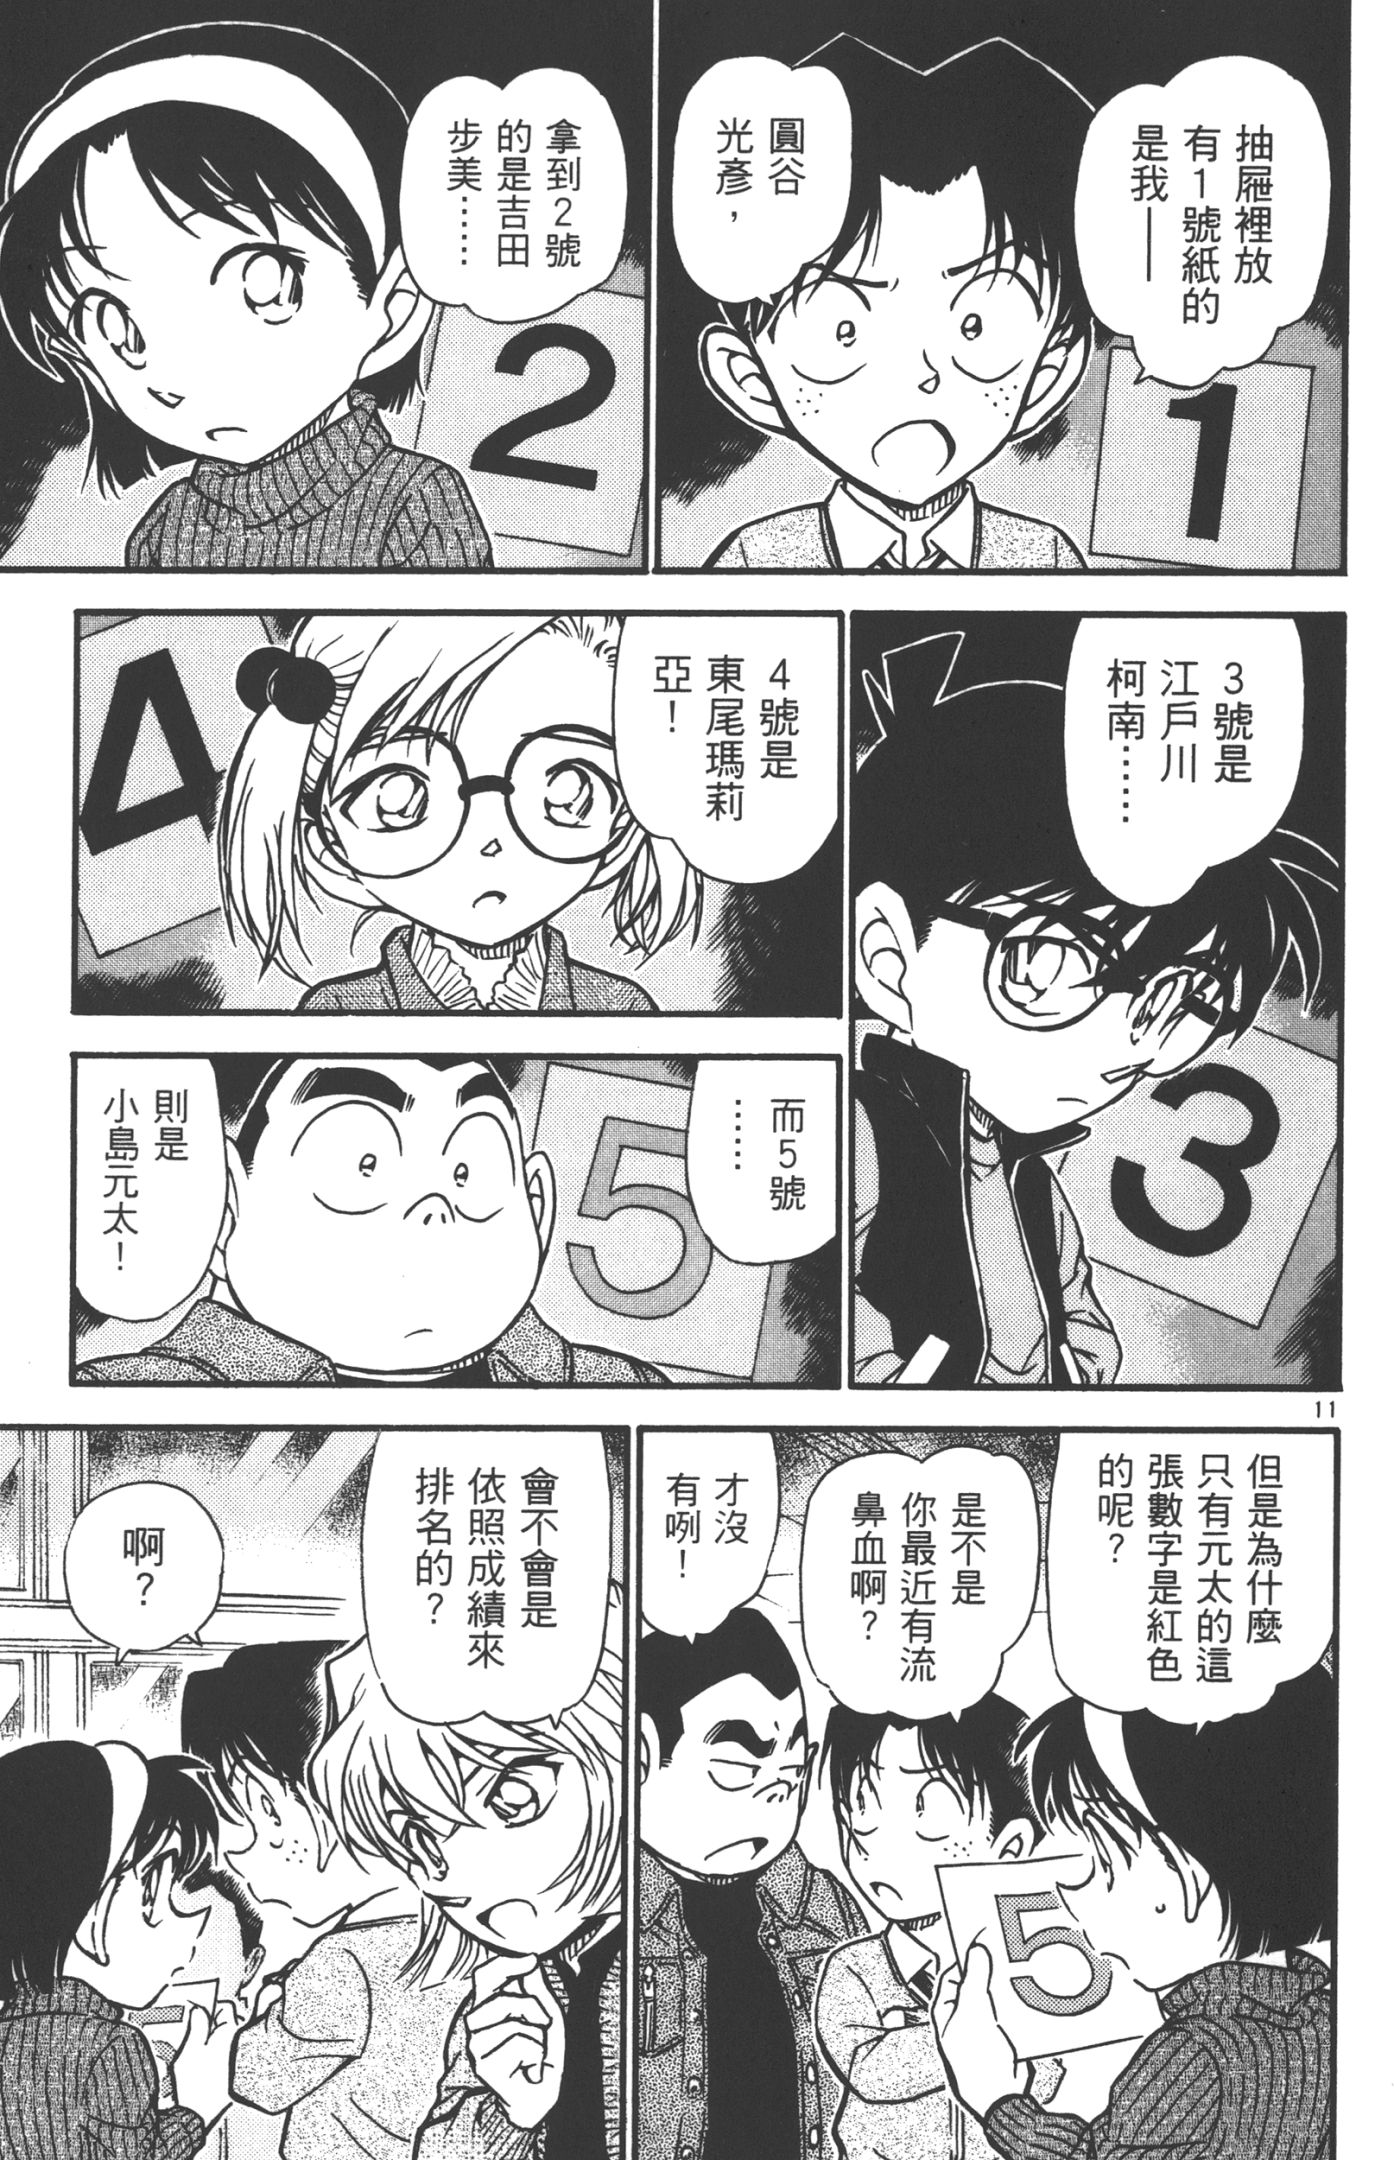 抽屜裡放
有1號紙的
是我——
圓谷
光彥，
1
拿到2號
的是吉田
步美……
2
3號是
江戶川
柯南……
3
4號是
東尾瑪莉
亞！
4
而5號
……
則是
小島元太！
5
11
但是為什麼
只有元太的這
張數字是紅色
的呢？
是不是
你最近有流
鼻血啊？
才沒
有咧！
5
會不會是
依照成績來
排名的？
啊？